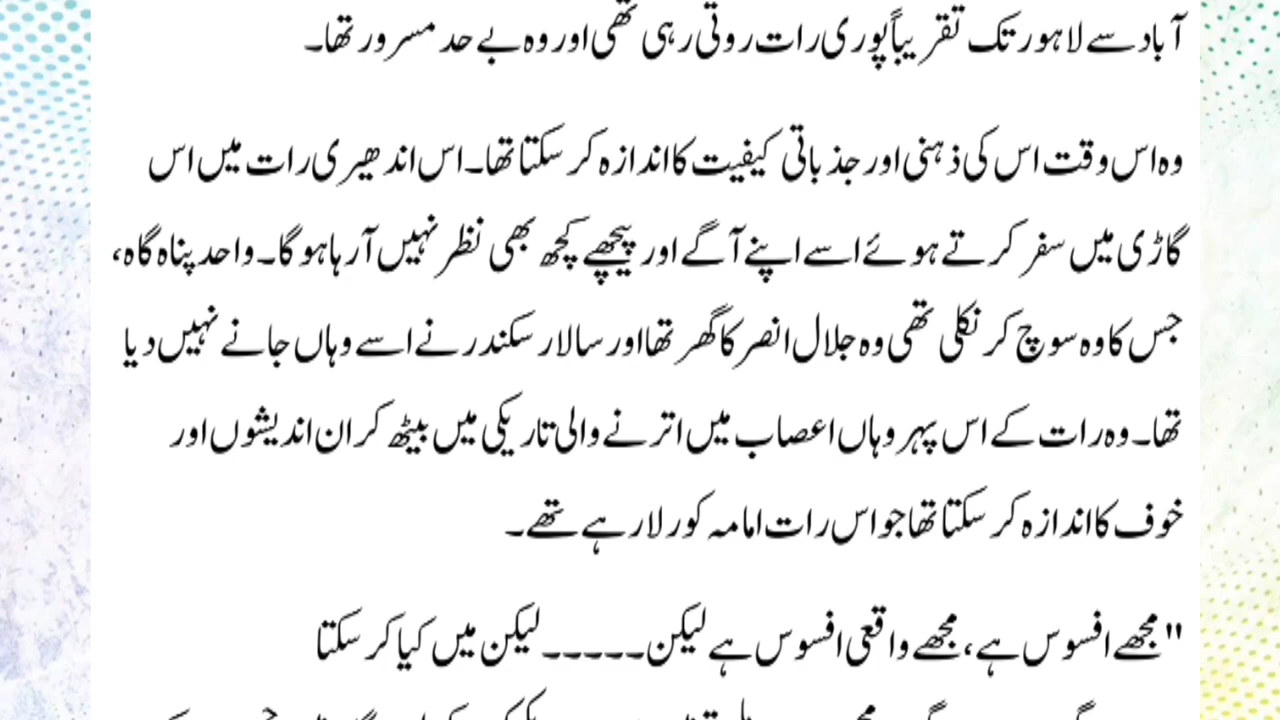 آباد سے لاہور تک تقریباً پوری رات روتی رہی تھی اور وہ بے حد مسرور تھا۔
وہ اس وقت اس کی ذہنی اور جذباتی کیفیت کا اندازہ کر سکتا تھا۔ اس اندھیری رات میں اس
گاڑی میں سفر کرتے ہوئے اسے اپنے آگے اور پیچھے کچھ بھی نظر نہیں آ رہا ہو گا۔ واحد پناہ گاہ،
جس کا وہ سوچ کر نکلی تھی وہ جلال انصر کا گھر تھا اور سالار سکندر نے اسے وہاں جانے نہیں دیا
تھا۔ وہ رات کے اس پہر وہاں اعصاب میں اترنے والی تاریکی میں بیٹھ کر ان اندیشوں اور
خوف کا اندازہ کر سکتا تھا جو اس رات امامہ کو رلا رہے تھے۔
"مجھے افسوس ہے، مجھے واقعی افسوس ہے لیکن۔۔۔۔۔ لیکن میں کیا کر سکتا